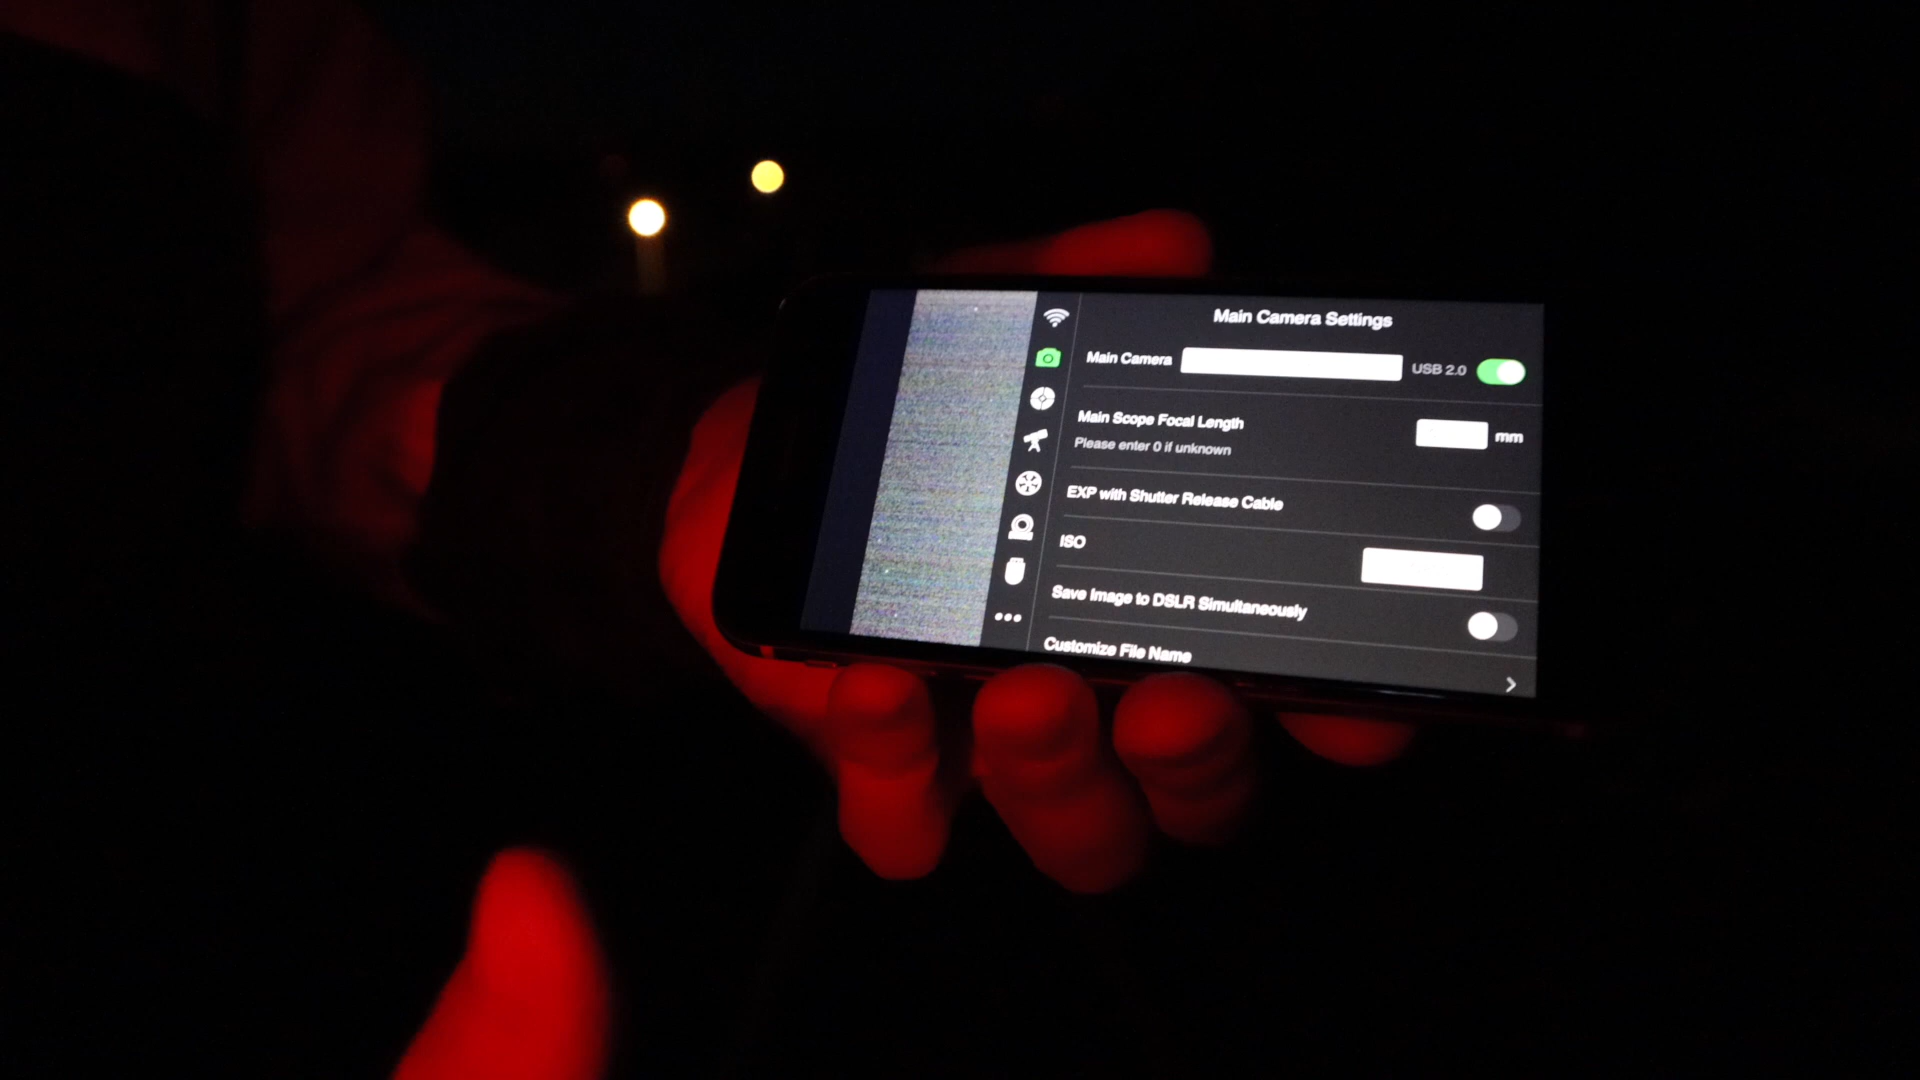 Main Camera Settings
Main Camera USB 2.0
Main Scope Focal Length mm
Please enter 0 if unknown
EXP with Shutter Release Cable
ISO
Save Image to DSLR Simultaneously
Customize File Name